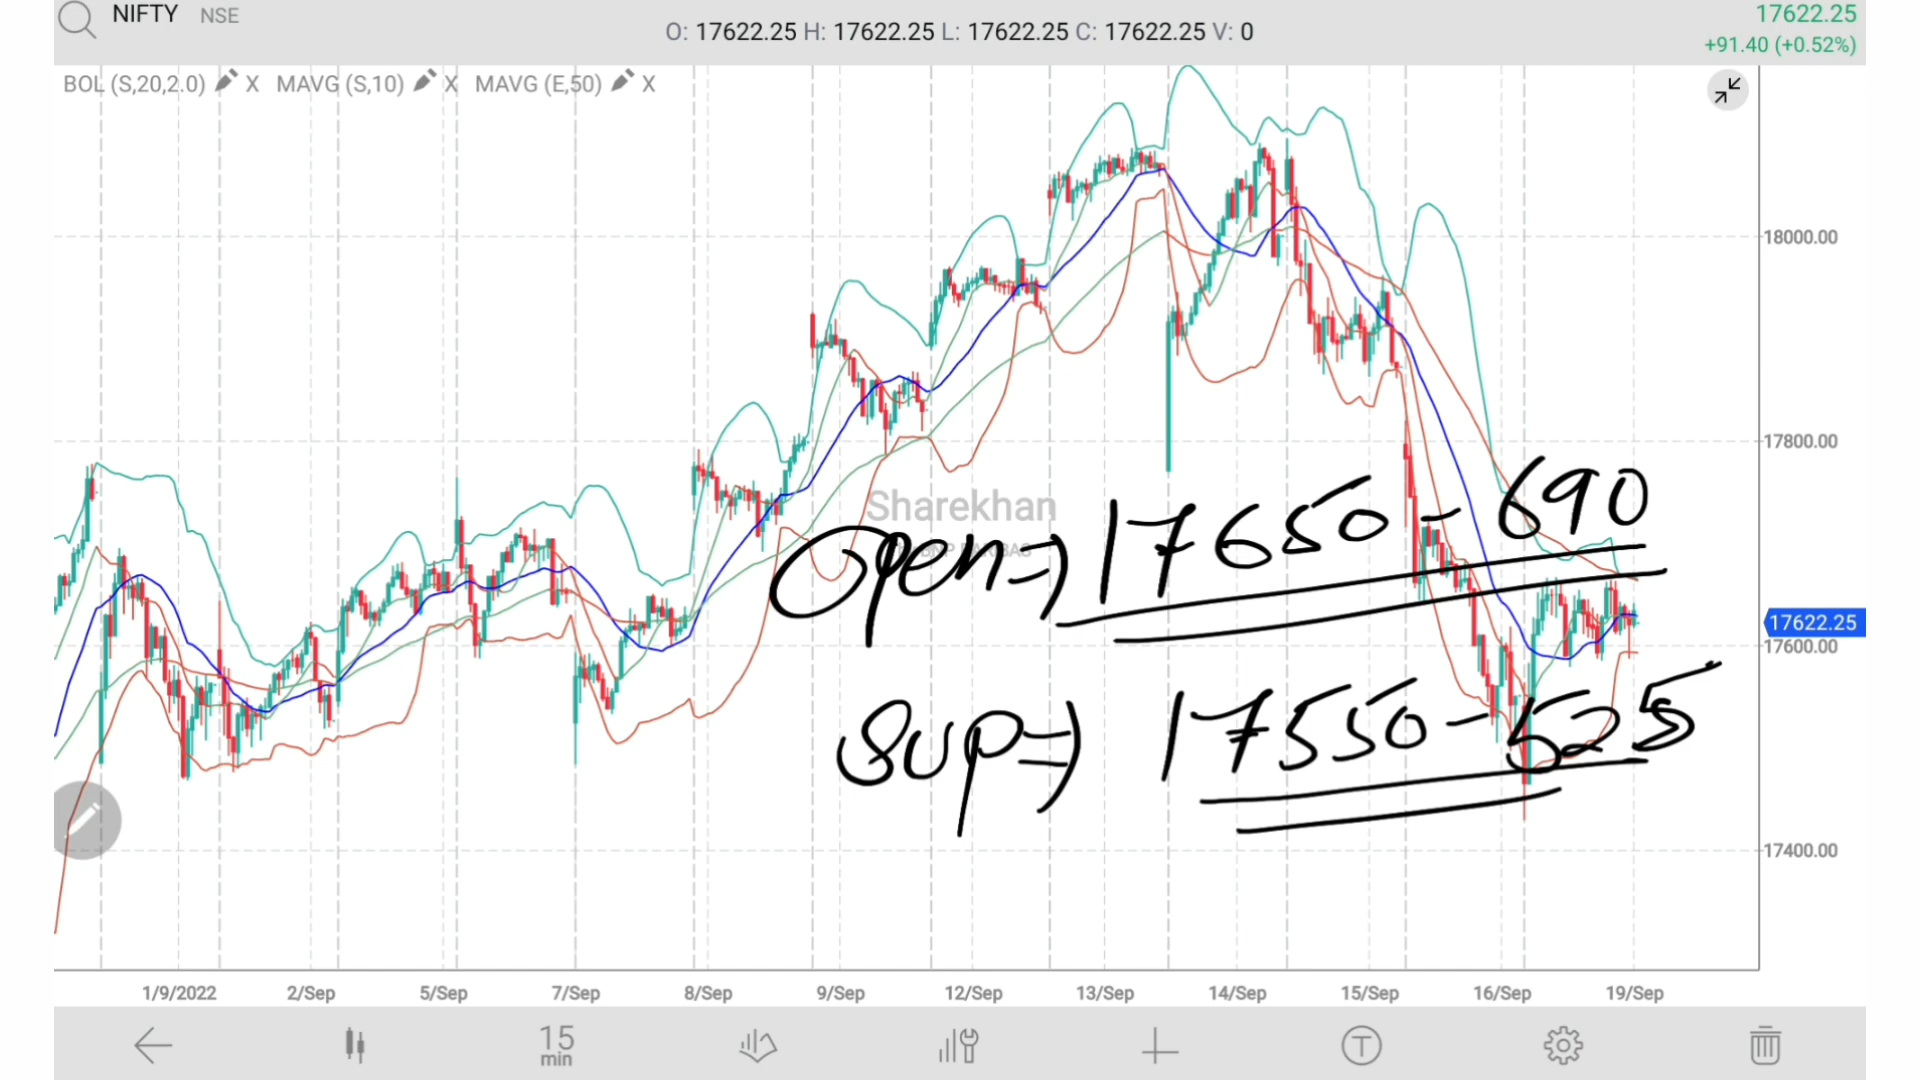 NIFTY NSE
O: 17622.25 H: 17622.25 L: 17622.25 C: 17622.25 V: 0
17622.25
+91.40 (+0.52%)
BOL (S,20,2.0) X MAVG (S,10) X MAVG (E,50) X
18000.00
17800.00
Sharekhan
Open=) 17650-690
17622.25
17600.00
Sup=) 17550-525
17400.00
1/9/2022 2/Sep 5/Sep 7/Sep 8/Sep 9/Sep 12/Sep 13/Sep 14/Sep 15/Sep 16/Sep 19/Sep
15
min
T